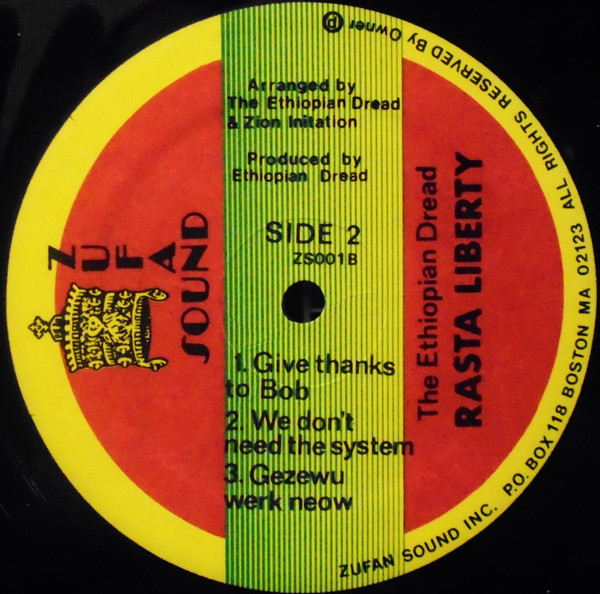 Arranged by
The Ethiopian Dread
& Zion Initation
Produced by
Ethiopian Dread
SIDE 2
ZS001B
1. Give thanks
to Bob
2. We don't
need the system
3. Gezewu
werk neow
ZUFAN
SOUND
The Ethiopian Dread
RASTA LIBERTY
ZUFAN SOUND INC. P.O. BOX 118 BOSTON MA 02123 ALL RIGHTS RESERVED By Owner ℗